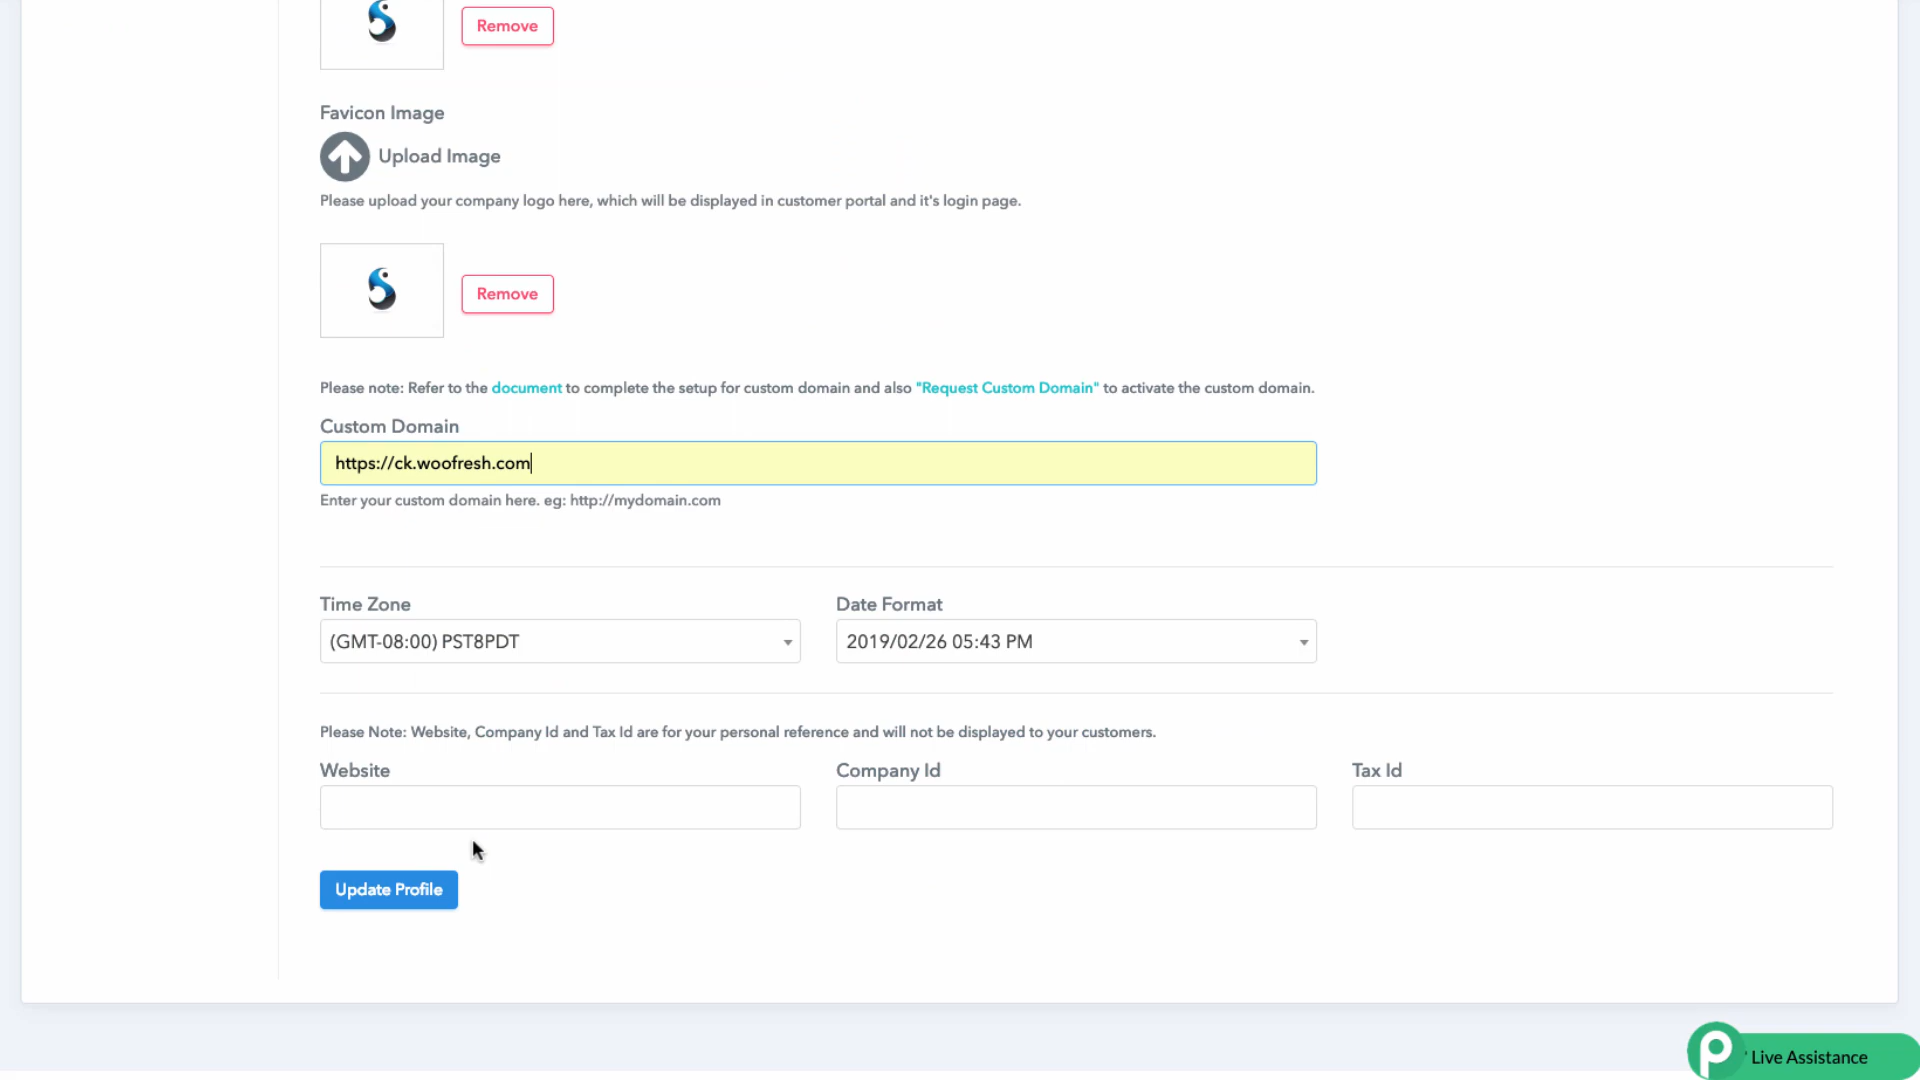 Remove
Favicon Image
Upload Image
Please upload your company logo here, which will be displayed in customer portal and it's login page.
Remove
Please note: Refer to the document to complete the setup for custom domain and also "Request Custom Domain" to activate the custom domain.
Custom Domain
https://ck.woofresh.com
Enter your custom domain here. eg: http://mydomain.com
Time Zone Date Format
(GMT-08:00) PST8PDT 2019/02/26 05:43 PM
Please Note: Website, Company Id and Tax Id are for your personal reference and will not be displayed to your customers.
Website Company Id Tax Id
Update Profile
Live Assistance